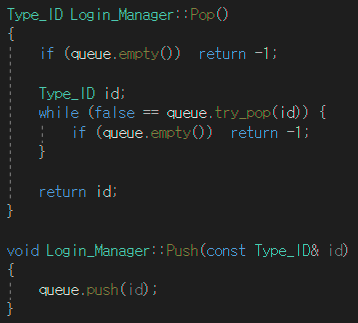 Type_ID Login_Manager::Pop()
{
    if (queue.empty())  return -1;

    Type_ID id;
    while (false == queue.try_pop(id)) {
        if (queue.empty())  return -1;
    }

    return id;
}

void Login_Manager::Push(const Type_ID& id)
{
    queue.push(id);
}